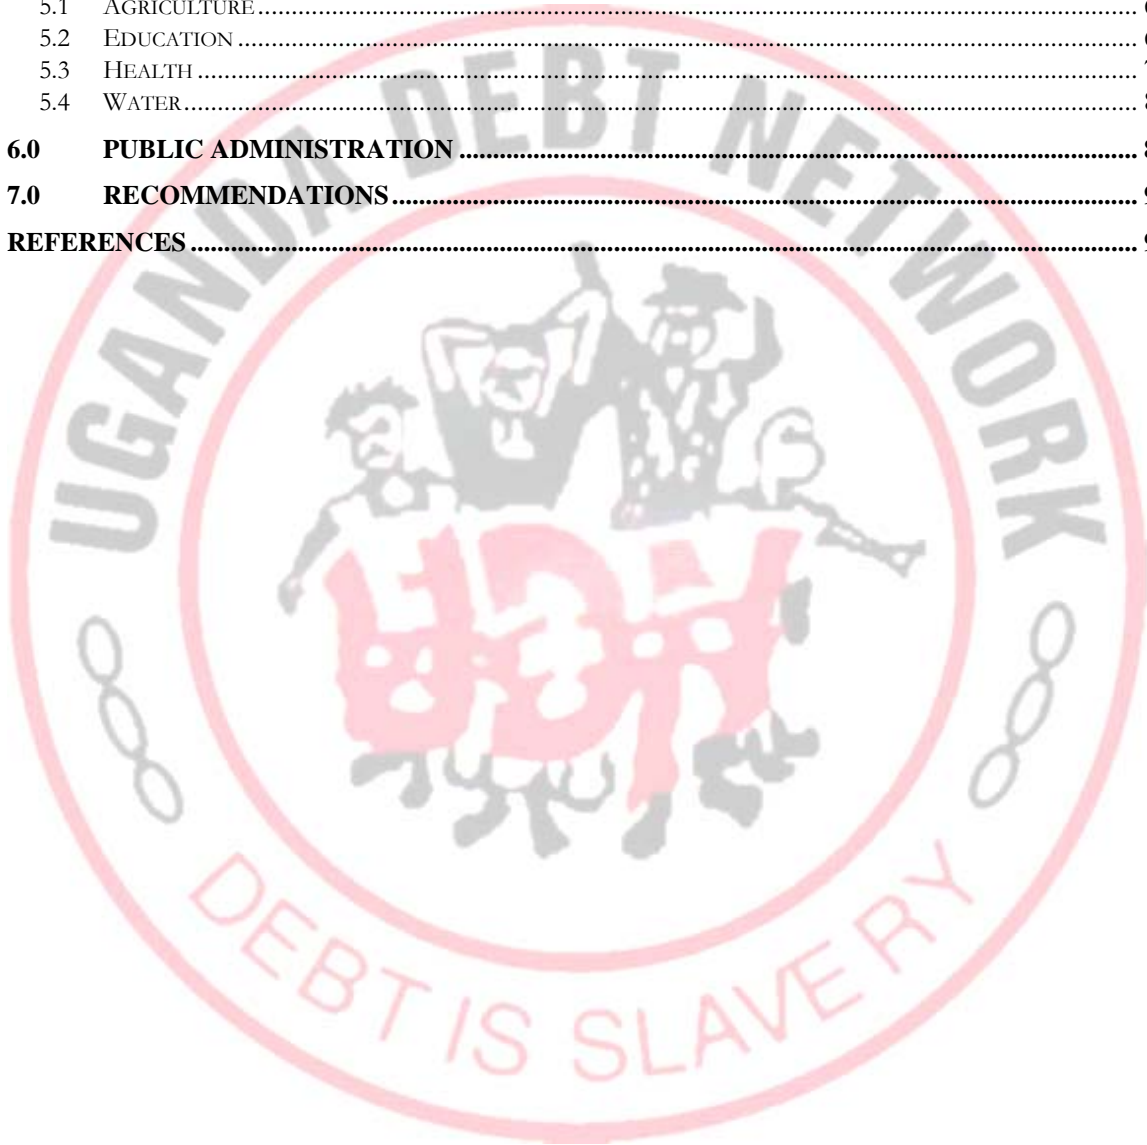 5.1 AGRICULTURE
5.2 EDUCATION
5.3 HEALTH
5.4 WATER
6.0 PUBLIC ADMINISTRATION
7.0 RECOMMENDATIONS
REFERENCES
UGANDA DEBT NETWORK
UDN
DEBT IS SLAVERY